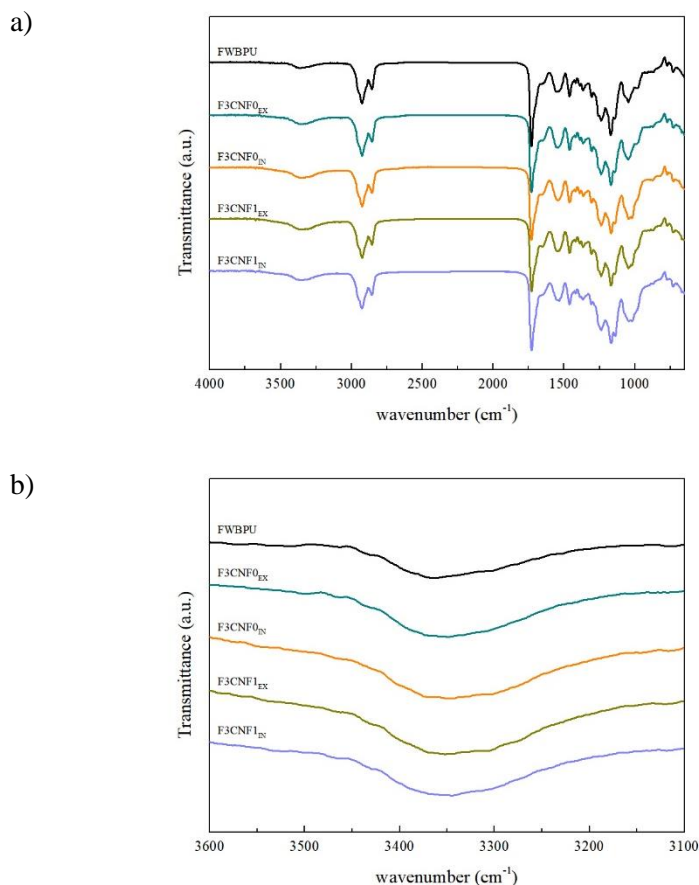 a)
FWBPU
F3CNF0EX
F3CNF0IN
F3CNF1EX
F3CNF1IN
Transmittance (a.u.)
4000 3500 3000 2500 2000 1500 1000
wavenumber (cm-1)
b)
FWBPU
F3CNF0EX
F3CNF0IN
F3CNF1EX
F3CNF1IN
Transmittance (a.u.)
3600 3500 3400 3300 3200 3100
wavenumber (cm-1)